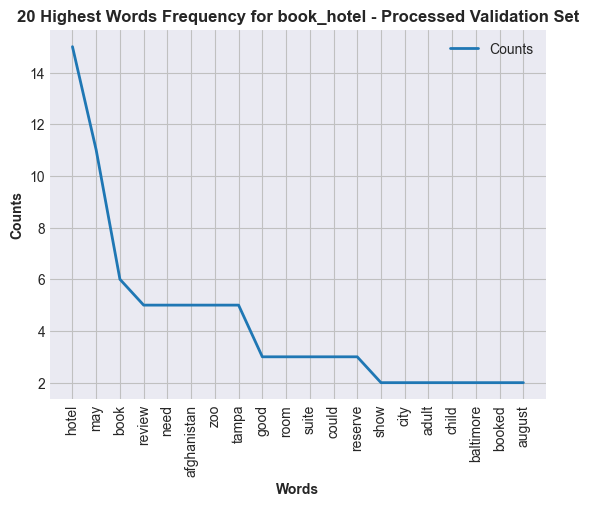 20 Highest Words Frequency for book_hotel - Processed Validation Set
Counts
14
12
10
8
6
4
2
Counts
hotel
may
book
review
need
afghanistan
zoo
tampa
good
room
suite
could
reserve
show
city
adult
child
baltimore
booked
august
Words